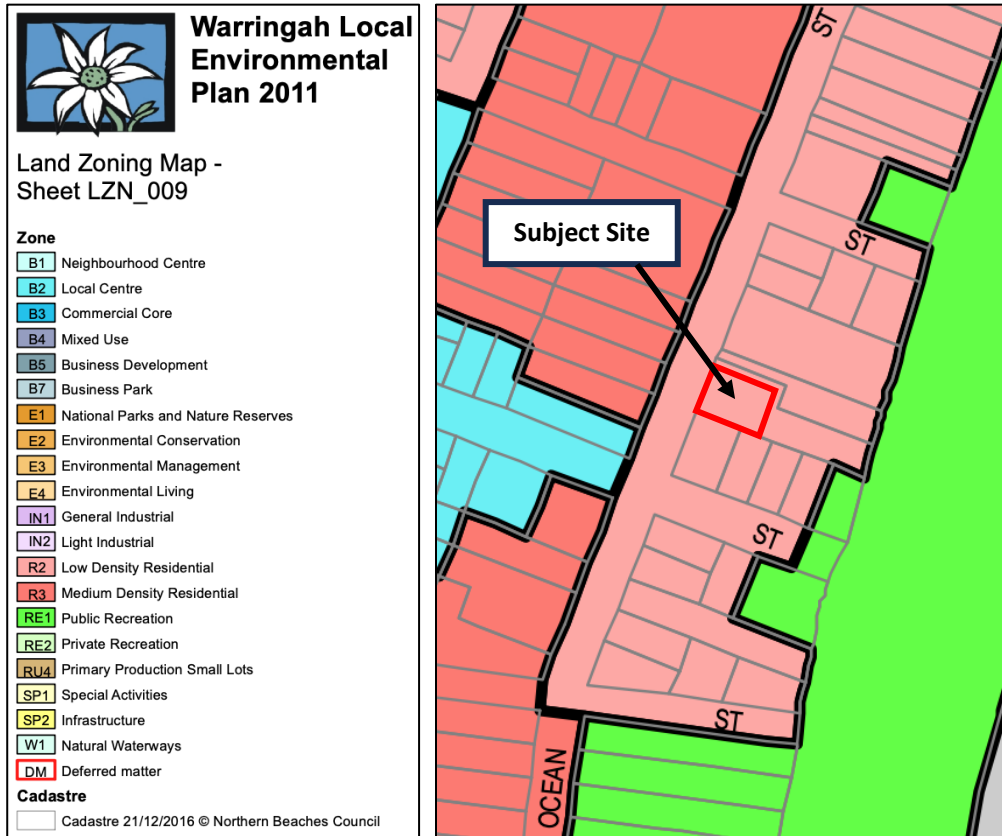 Warringah Local
Environmental
Plan 2011
Land Zoning Map -
Sheet LZN_009
Zone
B1 Neighbourhood Centre
B2 Local Centre
B3 Commercial Core
B4 Mixed Use
B5 Business Development
B7 Business Park
E1 National Parks and Nature Reserves
E2 Environmental Conservation
E3 Environmental Management
E4 Environmental Living
IN1 General Industrial
IN2 Light Industrial
R2 Low Density Residential
R3 Medium Density Residential
RE1 Public Recreation
RE2 Private Recreation
RU4 Primary Production Small Lots
SP1 Special Activities
SP2 Infrastructure
W1 Natural Waterways
DM Deferred matter
Cadastre
Cadastre 21/12/2016 © Northern Beaches Council
ST
Subject Site
ST
ST
ST
OCEAN